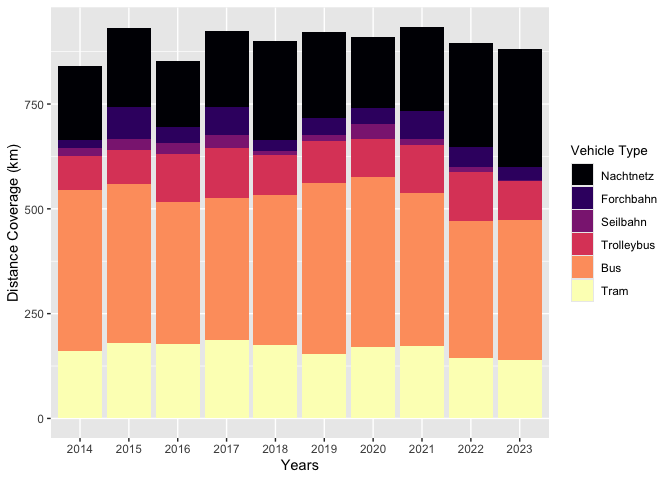 750
500
250
0
Distance Coverage (km)
2014 2015 2016 2017 2018 2019 2020 2021 2022 2023
Years
Vehicle Type
Nachtnetz
Forchbahn
Seilbahn
Trolleybus
Bus
Tram